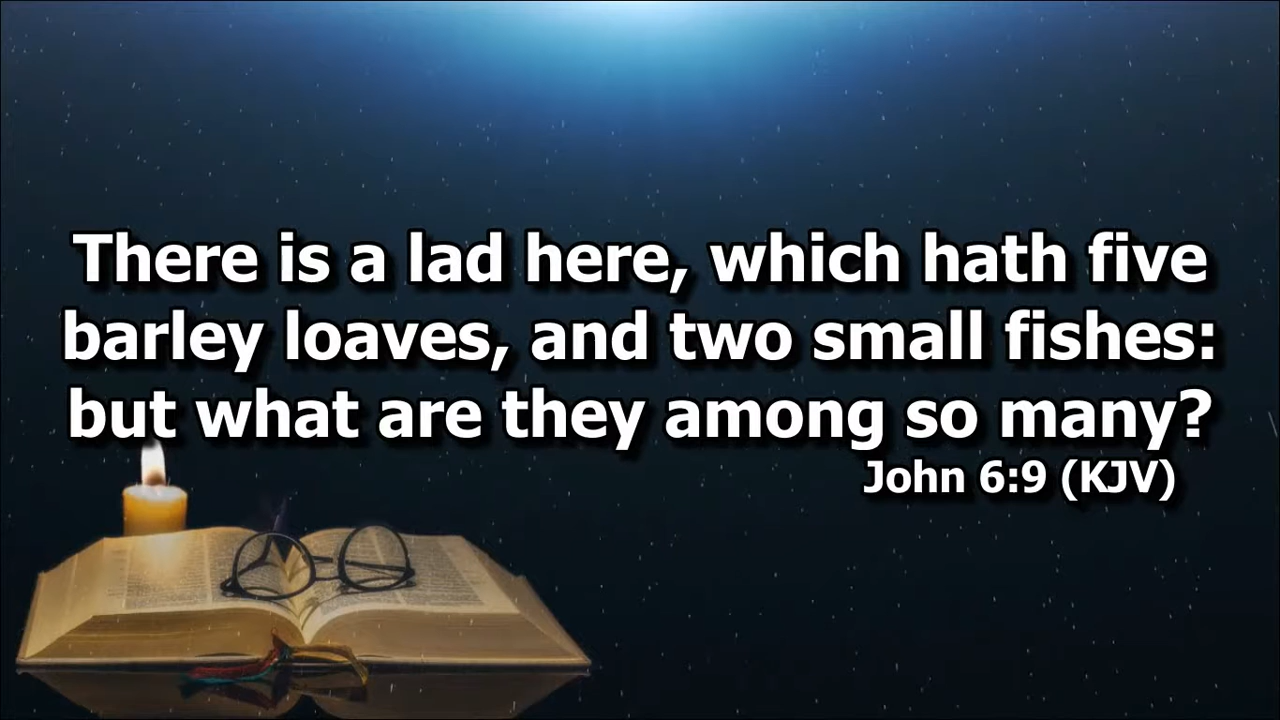 There is a lad here, which hath five
barley loaves, and two small fishes:
but what are they among so many?
John 6:9 (KJV)